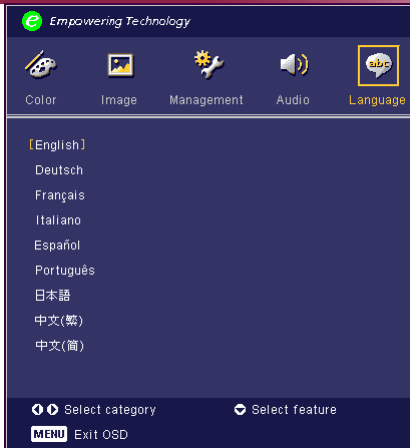 e Empowering Technology
abc
Color Image Management Audio Language
[English]
Deutsch
Français
Italiano
Español
Português
日本語
中文(繁)
中文(简)
Select category Select feature
MENU Exit OSD